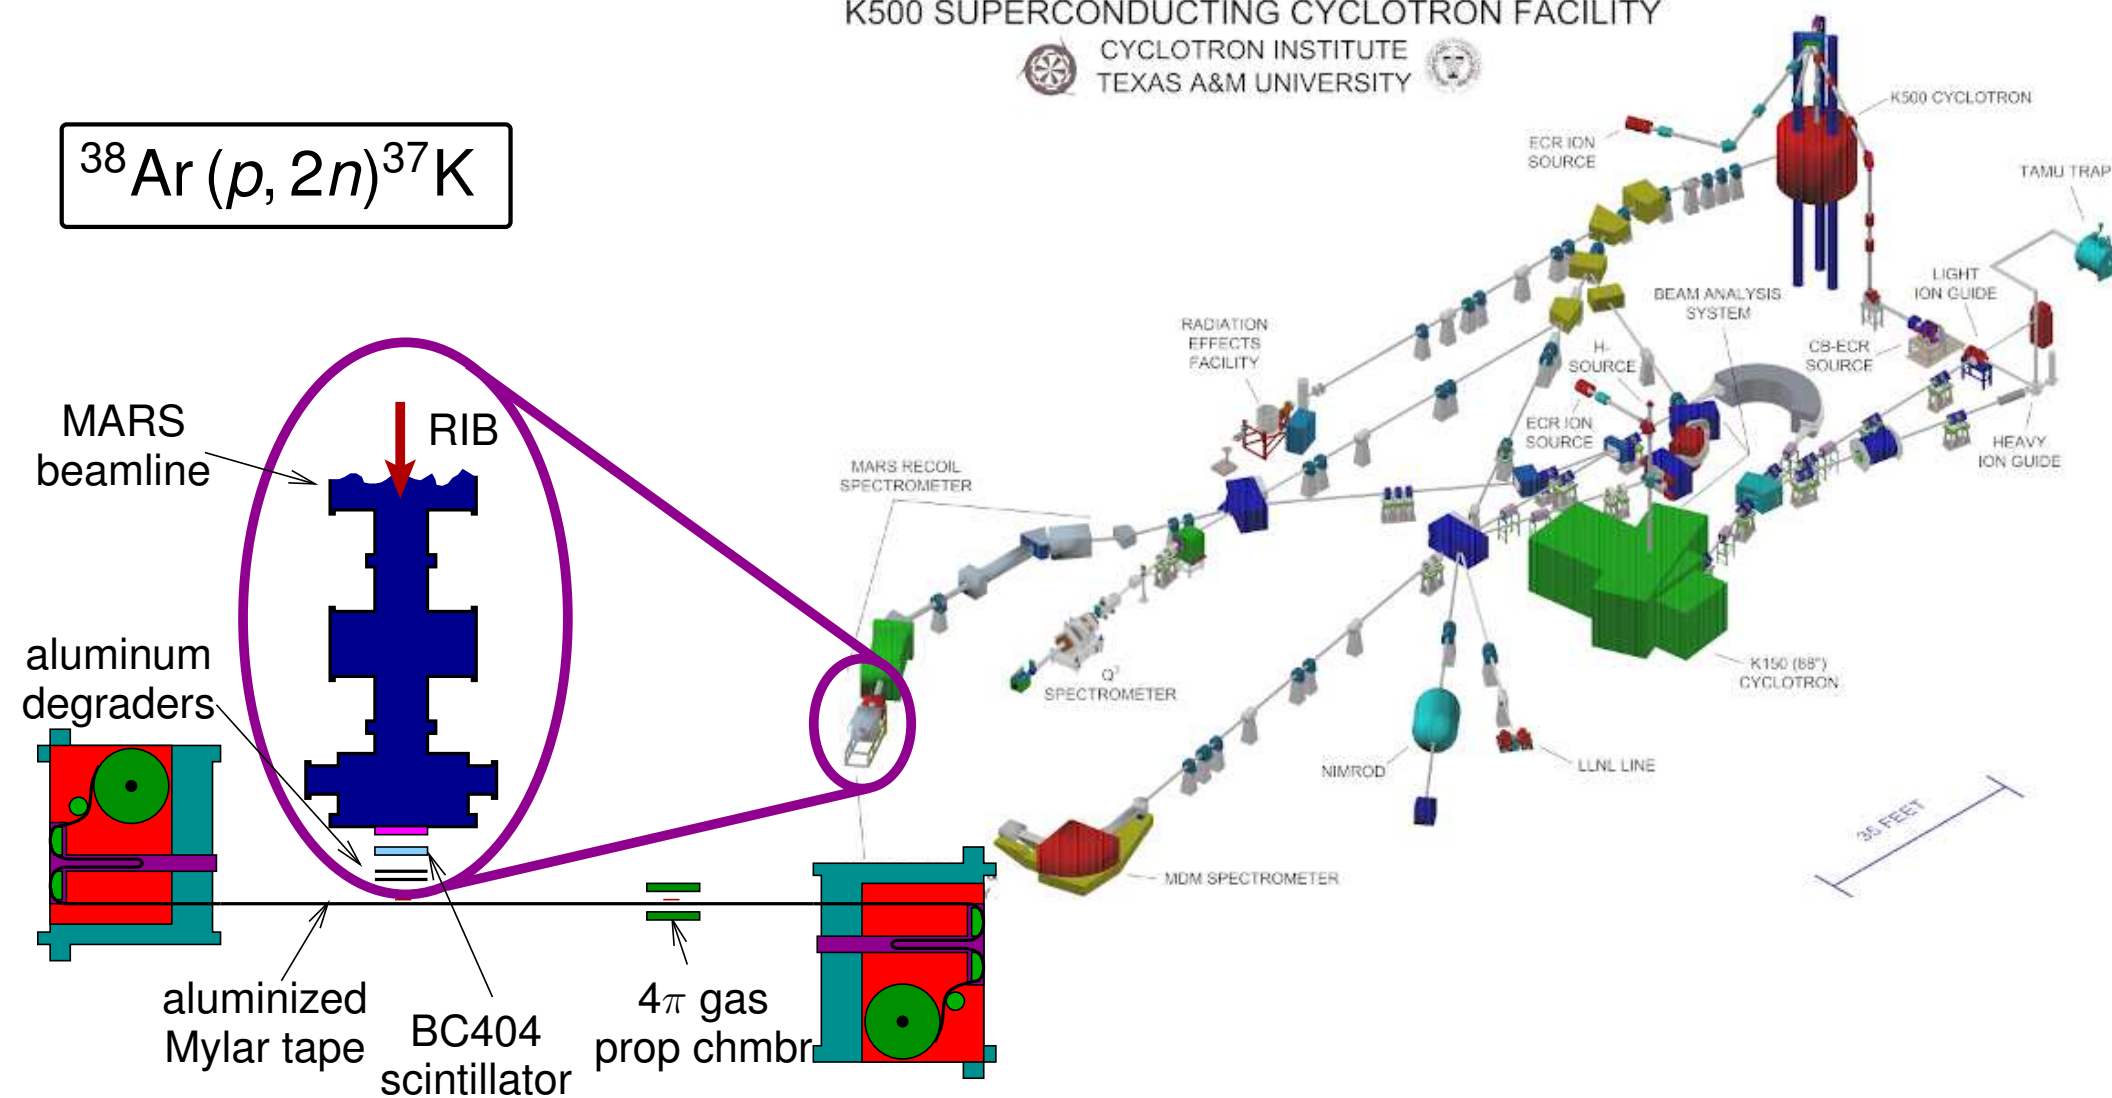 K500 SUPERCONDUCTING CYCLOTRON FACILITY
CYCLOTRON INSTITUTE
TEXAS A&M UNIVERSITY
³⁸Ar (p, 2n)³⁷K
K500 CYCLOTRON
ECR ION
SOURCE
TAMU TRAP
LIGHT
ION GUIDE
BEAM ANALYSIS
SYSTEM
RADIATION
EFFECTS
FACILITY
H-
SOURCE
CB-ECR
SOURCE
ECR ION
SOURCE
HEAVY
ION GUIDE
MARS RECOIL
SPECTROMETER
MARS
beamline
RIB
aluminum
degraders
Q³
SPECTROMETER
K150 (88")
CYCLOTRON
NIMROD
LLNL LINE
35 FEET
MDM SPECTROMETER
aluminized
Mylar tape
BC404
scintillator
4π gas
prop chmbr